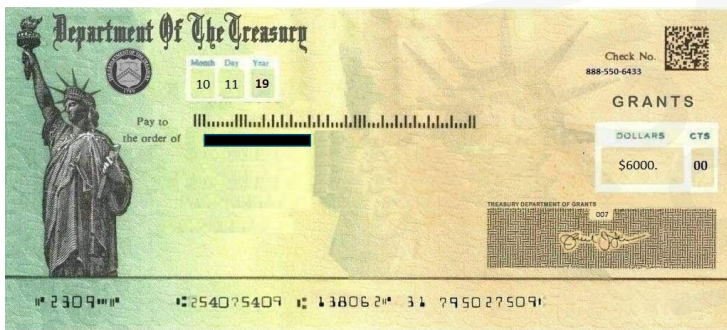 Department Of The Treasury
Month Day Year
10 11 19
Check No.
888-550-6433
GRANTS
Pay to
the order of
DOLLARS CTS
$6000. 00
TREASURY DEPARTMENT OF GRANTS
007
⑈2309⑈⑈ ⑆254075409 ⑆ 138062⑈ 31 795027509⑆